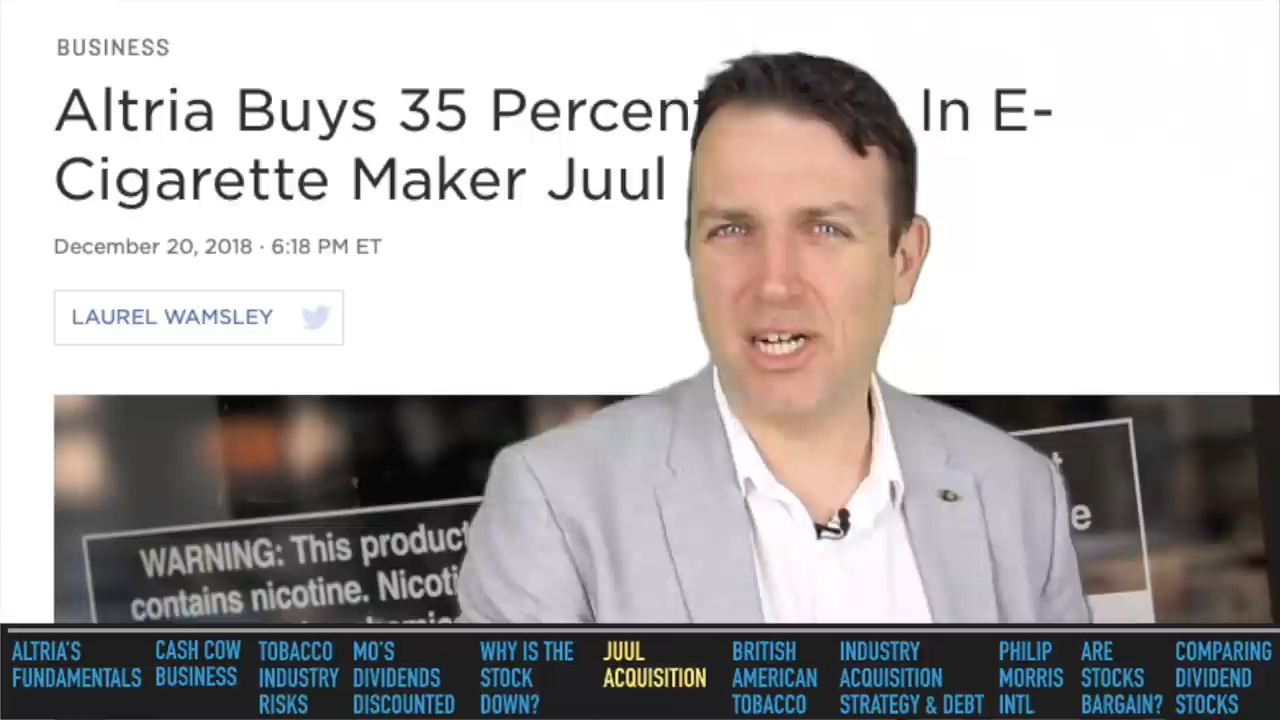 BUSINESS
Altria Buys 35 Percent In E-
Cigarette Maker Juul
December 20, 2018 · 6:18 PM ET
LAUREL WAMSLEY
WARNING: This product
contains nicotine.
ALTRIA'S FUNDAMENTALS
CASH COW BUSINESS
TOBACCO INDUSTRY RISKS
MO'S DIVIDENDS DISCOUNTED
WHY IS THE STOCK DOWN?
JUUL ACQUISITION
BRITISH AMERICAN TOBACCO
INDUSTRY ACQUISITION STRATEGY & DEBT
PHILIP MORRIS INTL
ARE STOCKS BARGAIN?
COMPARING DIVIDEND STOCKS